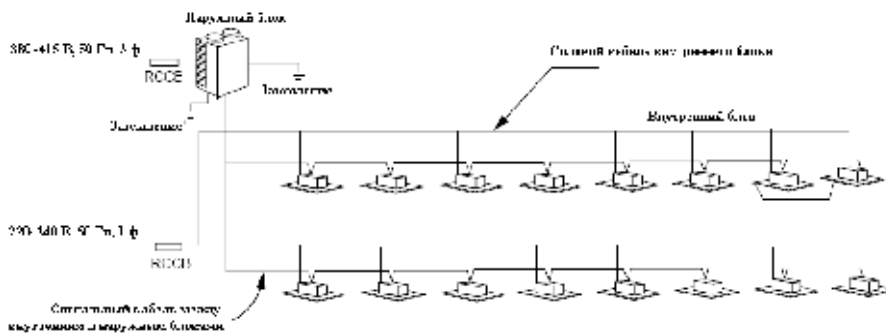 Наружный блок
380-415 В, 50 Гц, 3 ф
RCCB
Заземление
Заземление
Силовой кабель внутреннего блока
Внутренний блок
220-240 В, 50 Гц, 1 ф
RCCB
Сигнальный кабель между
внутренним и наружным блоками